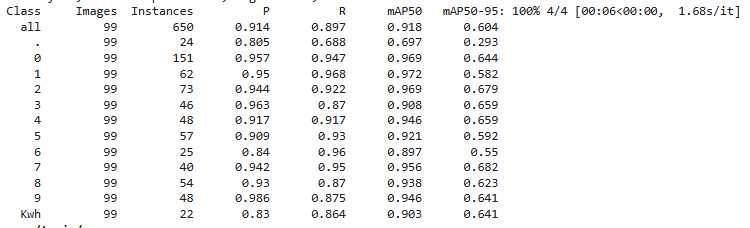 Class Images Instances P R mAP50 mAP50-95: 100% 4/4 [00:06<00:00, 1.68s/it]
all 99 650 0.914 0.897 0.918 0.604
. 99 24 0.805 0.688 0.697 0.293
0 99 151 0.957 0.947 0.969 0.644
1 99 62 0.95 0.968 0.972 0.582
2 99 73 0.944 0.922 0.969 0.679
3 99 46 0.963 0.87 0.908 0.659
4 99 48 0.917 0.917 0.946 0.659
5 99 57 0.909 0.93 0.921 0.592
6 99 25 0.84 0.96 0.897 0.55
7 99 40 0.942 0.95 0.956 0.682
8 99 54 0.93 0.87 0.938 0.623
9 99 48 0.986 0.875 0.946 0.641
Kwh 99 22 0.83 0.864 0.903 0.641